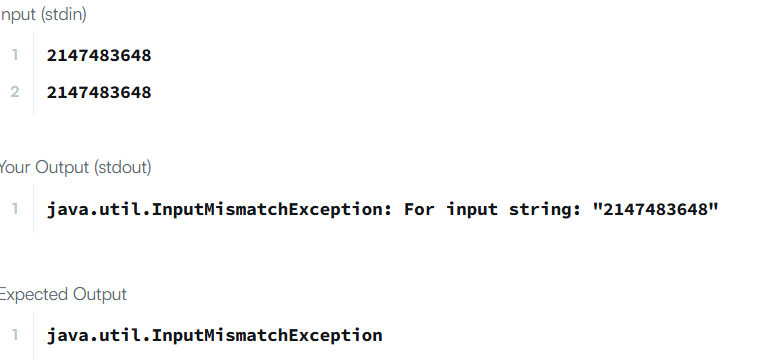 nput (stdin)
1 2147483648
2 2147483648
Your Output (stdout)
1 java.util.InputMismatchException: For input string: "2147483648"
Expected Output
1 java.util.InputMismatchException